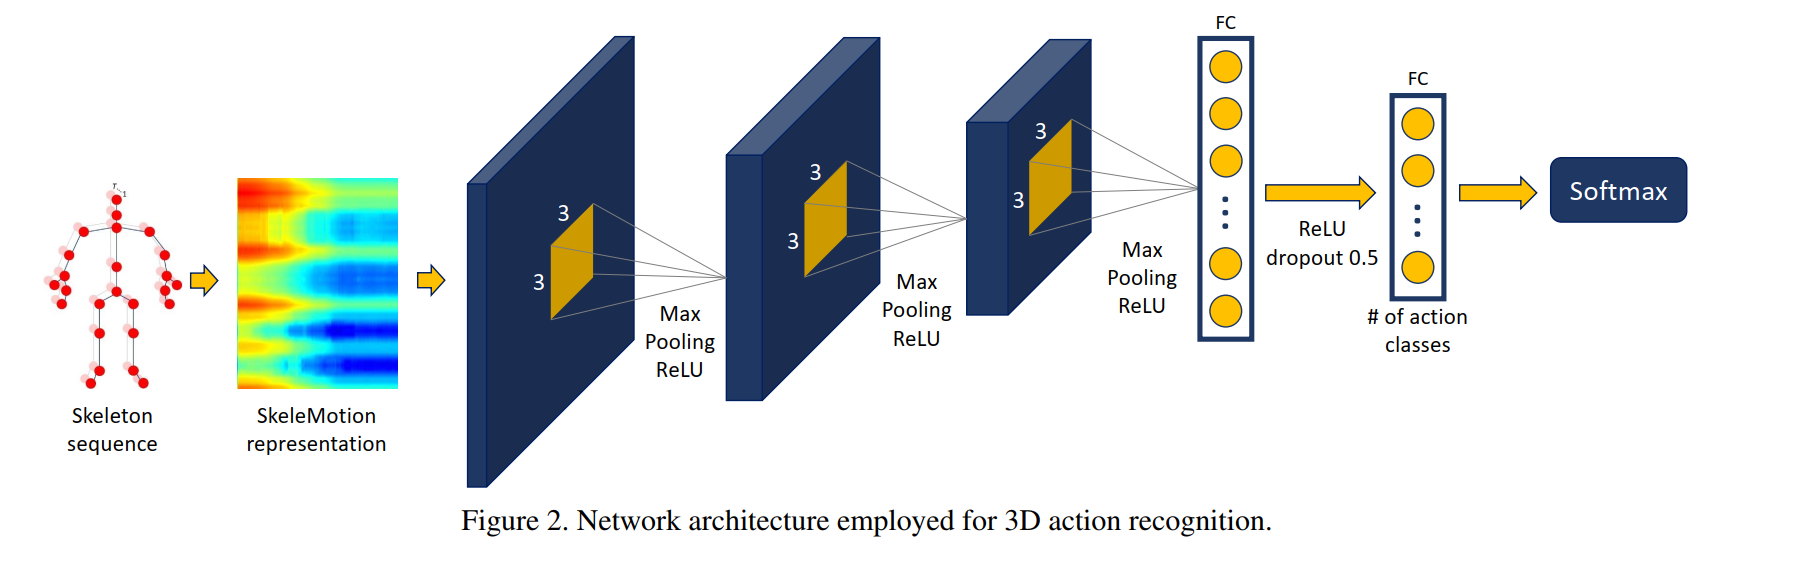 Skeleton
sequence
SkeleMotion
representation
3
3
Max
Pooling
ReLU
3
3
Max
Pooling
ReLU
3
3
Max
Pooling
ReLU
FC
ReLU
dropout 0.5
FC
# of action
classes
Softmax
Figure 2. Network architecture employed for 3D action recognition.